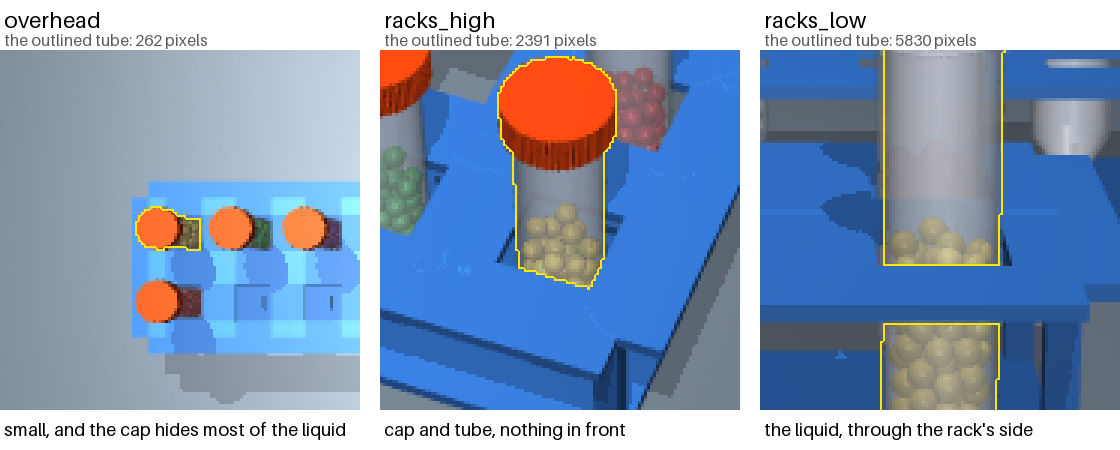 overhead
the outlined tube: 262 pixels
small, and the cap hides most of the liquid
racks_high
the outlined tube: 2391 pixels
cap and tube, nothing in front
racks_low
the outlined tube: 5830 pixels
the liquid, through the rack's side